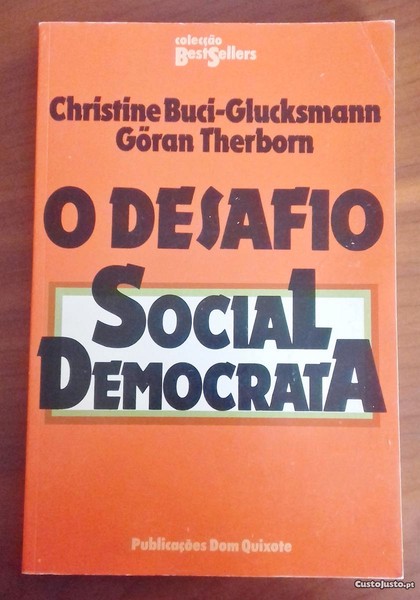 colecção
BestSellers
Christine Buci-Glucksmann
Göran Therborn
O DESAFIO
SOCIAL
DEMOCRATA
Publicações Dom Quixote
CustoJusto.pt